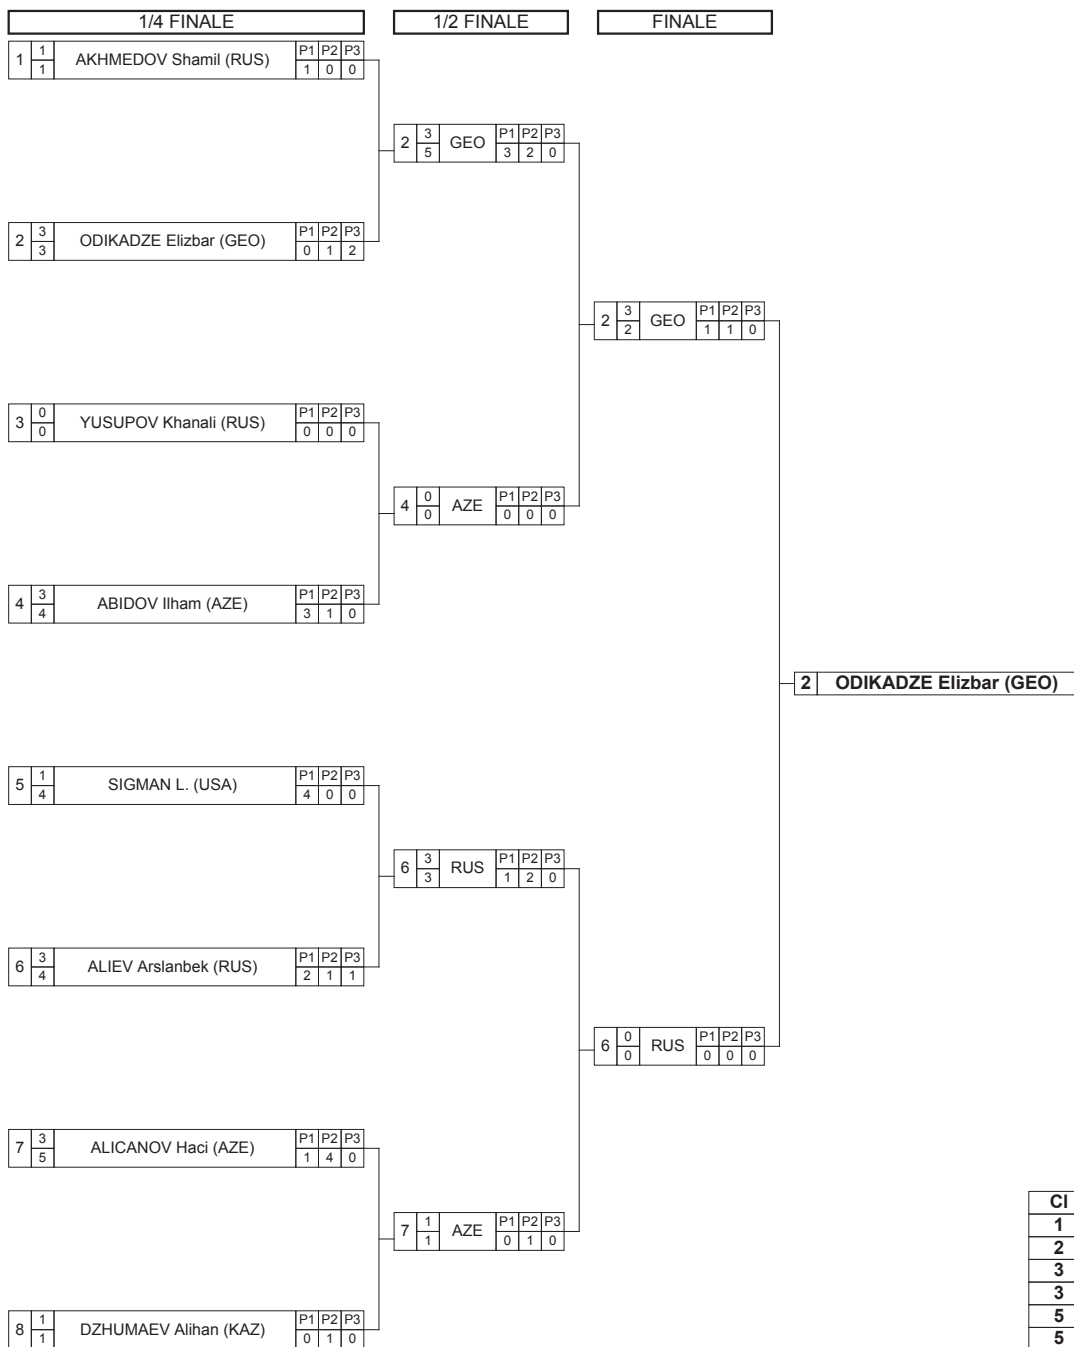 1/4 FINALE 1/2 FINALE FINALE
1 1 1 AKHMEDOV Shamil (RUS) P1 P2 P3
1 0 0
2 3 5 GEO P1 P2 P3
3 2 0
2 3 3 ODIKADZE Elizbar (GEO) P1 P2 P3
0 1 2
2 3 2 GEO P1 P2 P3
1 1 0
3 0 0 YUSUPOV Khanali (RUS) P1 P2 P3
0 0 0
4 0 0 AZE P1 P2 P3
0 0 0
4 3 4 ABIDOV Ilham (AZE) P1 P2 P3
3 1 0
2 ODIKADZE Elizbar (GEO)
5 1 4 SIGMAN L. (USA) P1 P2 P3
4 0 0
6 3 3 RUS P1 P2 P3
1 2 0
6 3 4 ALIEV Arslanbek (RUS) P1 P2 P3
2 1 1
6 0 0 RUS P1 P2 P3
0 0 0
7 3 5 ALICANOV Haci (AZE) P1 P2 P3
1 4 0
7 1 1 AZE P1 P2 P3
0 1 0
8 1 1 DZHUMAEV Alihan (KAZ) P1 P2 P3
0 1 0
Cl
1
2
3
3
5
5